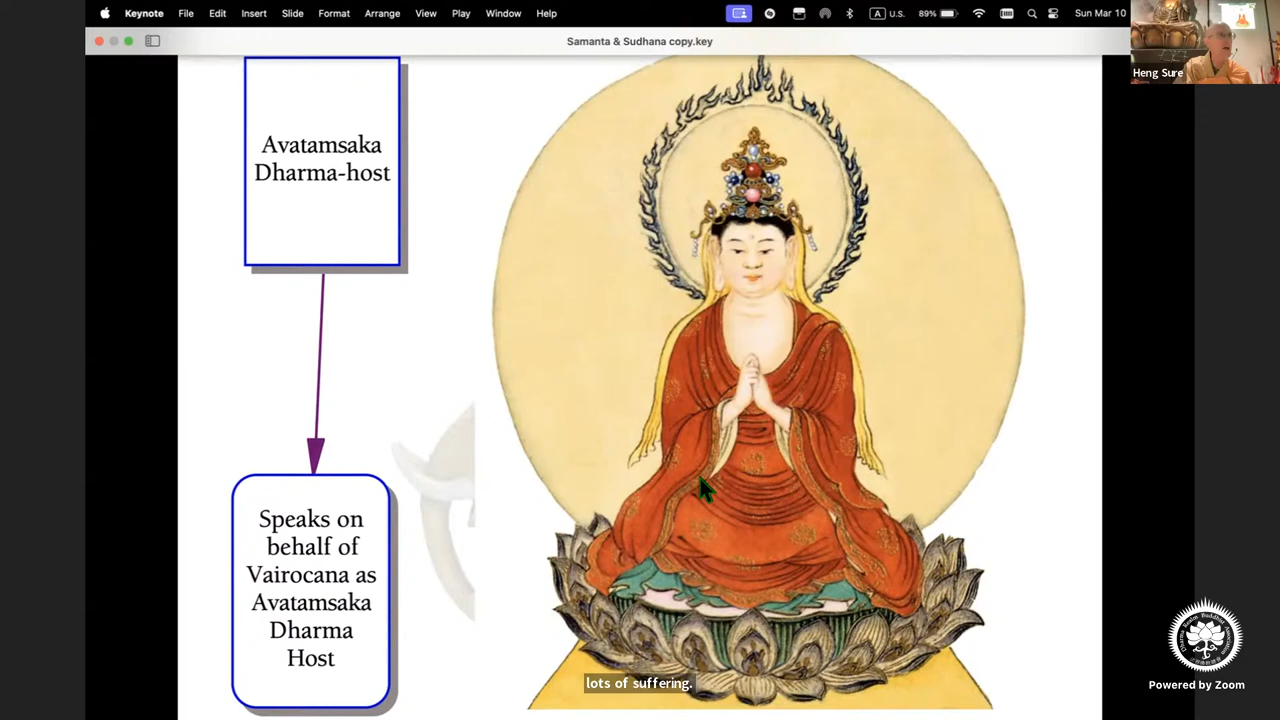 Keynote File Edit Insert Slide Format Arrange View Play Window Help A U.S. 89% Sun Mar 10
Samanta & Sudhana copy.key
Heng Sure
Avatamsaka
Dharma-host
Speaks on
behalf of
Vairocana as
Avatamsaka
Dharma
Host
lots of suffering.
Powered by Zoom